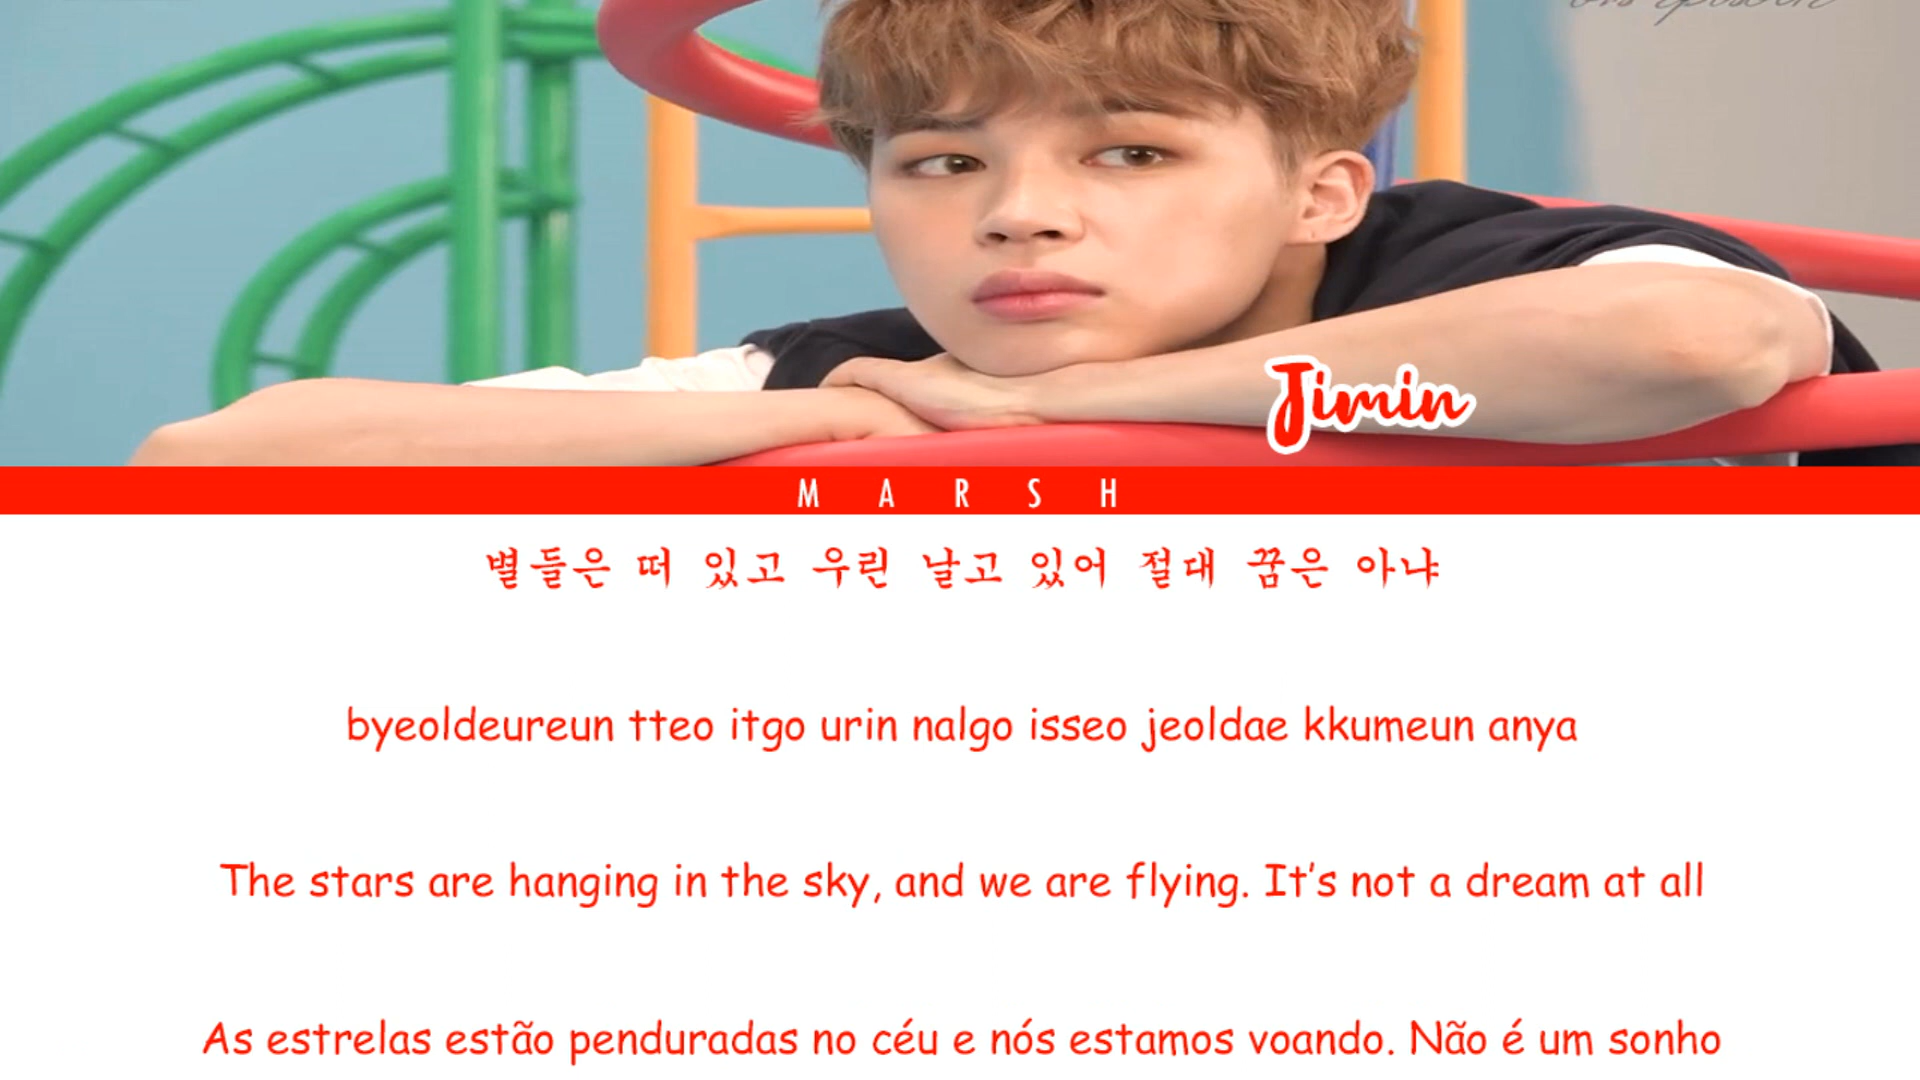 Jimin
MARSH
별들은 떠 있고 우린 날고 있어 절대 꿈은 아냐
byeoldeureun tteo itgo urin nalgo isseo jeoldae kkumeun anya
The stars are hanging in the sky, and we are flying. It's not a dream at all
As estrelas estão penduradas no céu e nós estamos voando. Não é um sonho